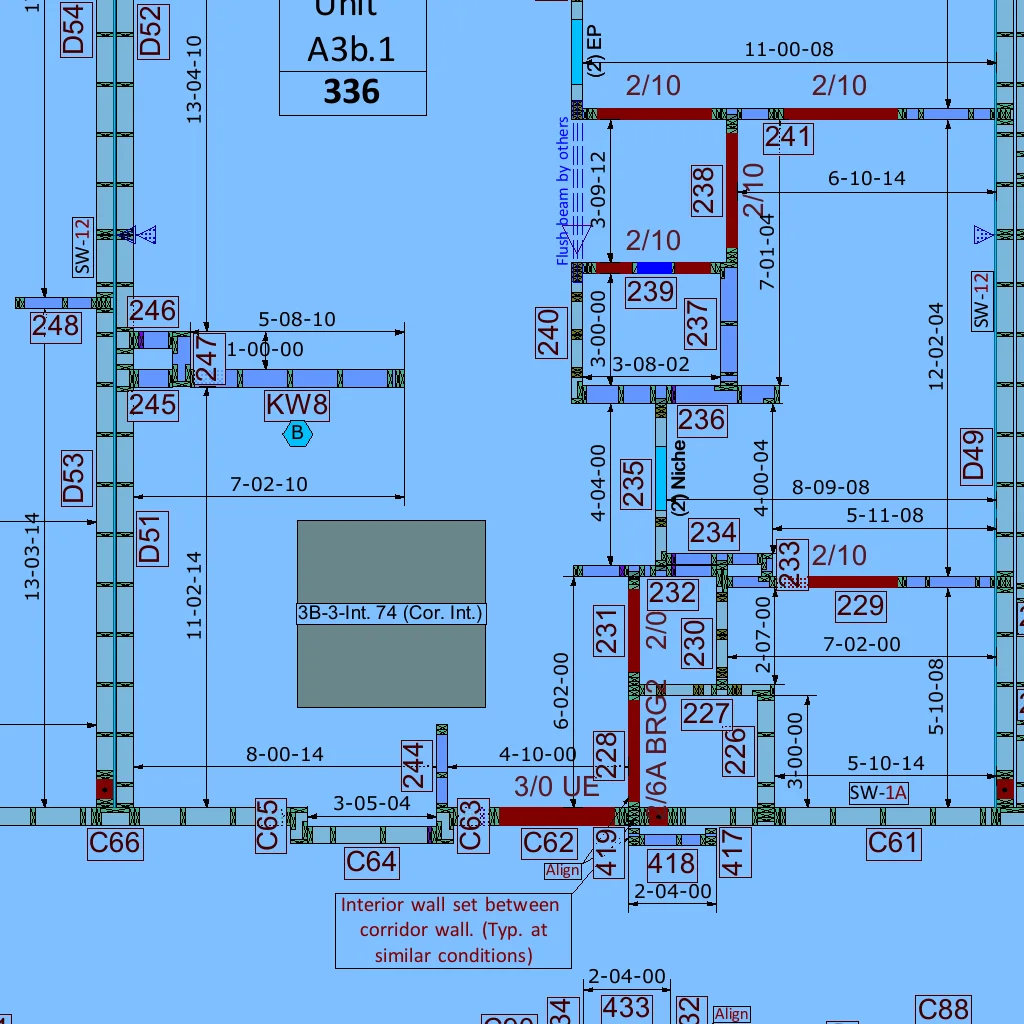 Unit
A3b.1
336
D54
D52
13-04-10
(2) EP
11-00-08
2/10
2/10
241
Flush beam by others
3-09-12
238
2/10
6-10-14
7-01-04
SW-12
2/10
239
SW-12
248
246
247
5-08-10
1-00-00
240
3-00-00
237
3-08-02
12-02-04
245
KW8
B
236
D53
7-02-10
4-04-00
235
(2) Niche
4-00-04
8-09-08
D49
13-03-14
D51
5-11-08
234
233
2/10
11-02-14
3B-3-Int. 74 (Cor. Int.)
232
229
231
2/0
230
2-07-00
7-02-00
6-02-00
5-10-08
227
226
3-00-00
8-00-14
244
4-10-00
228
/6A BRG2
5-10-14
3/0 UE
SW-1A
3-05-04
C66
C65
C64
C63
C62
419
418
417
C61
Align
2-04-00
Interior wall set between
corridor wall. (Typ. at
similar conditions)
2-04-00
433
Align
C88